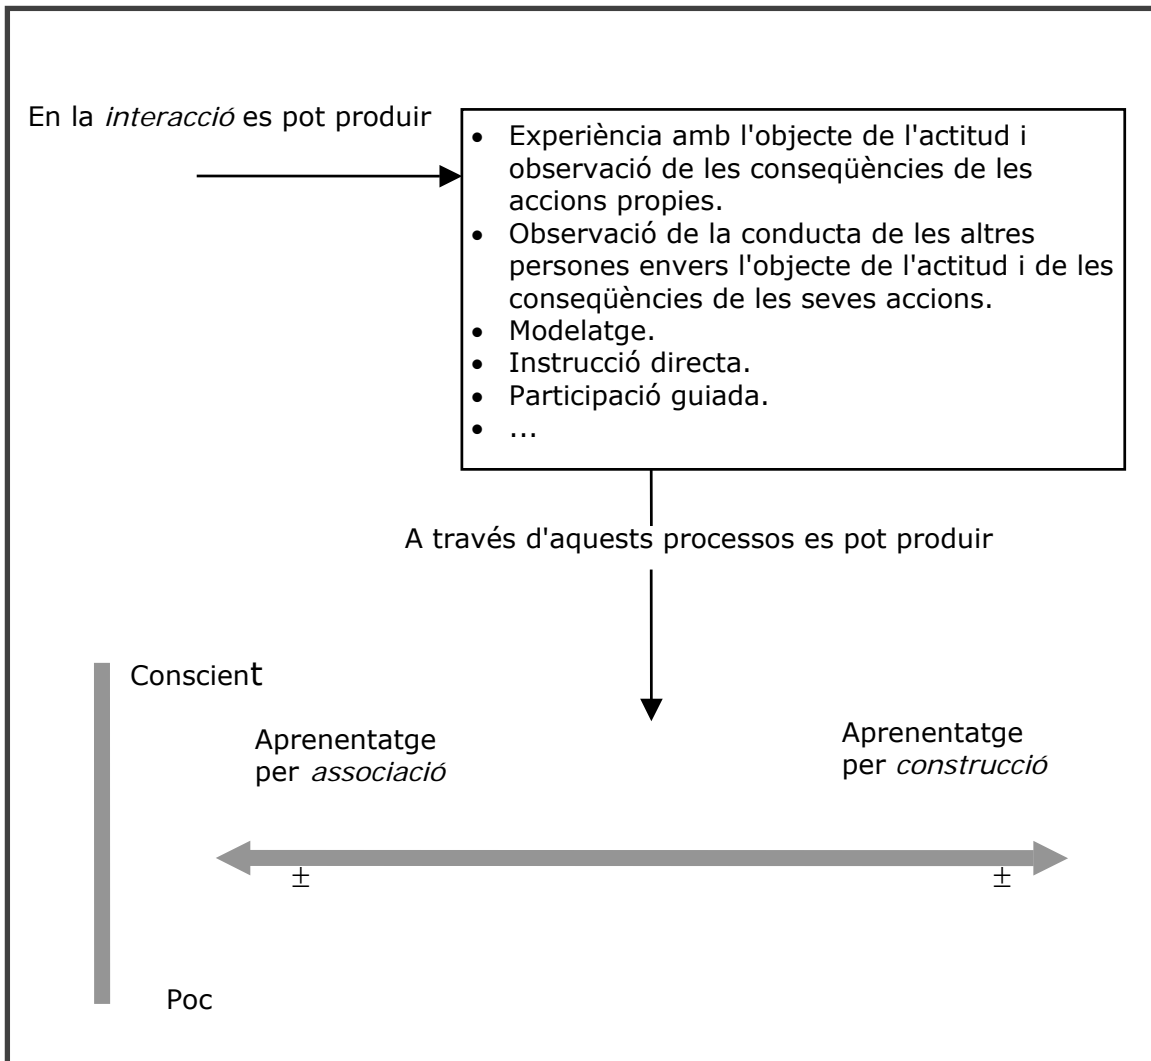 En la interacció es pot produir
• Experiència amb l'objecte de l'actitud i
observació de les conseqüències de les
accions propies.
• Observació de la conducta de les altres
persones envers l'objecte de l'actitud i de les
conseqüències de les seves accions.
• Modelatge.
• Instrucció directa.
• Participació guiada.
• ...
A través d'aquests processos es pot produir
Conscient
Aprenentatge
per associació
Aprenentatge
per construcció
±
±
Poc